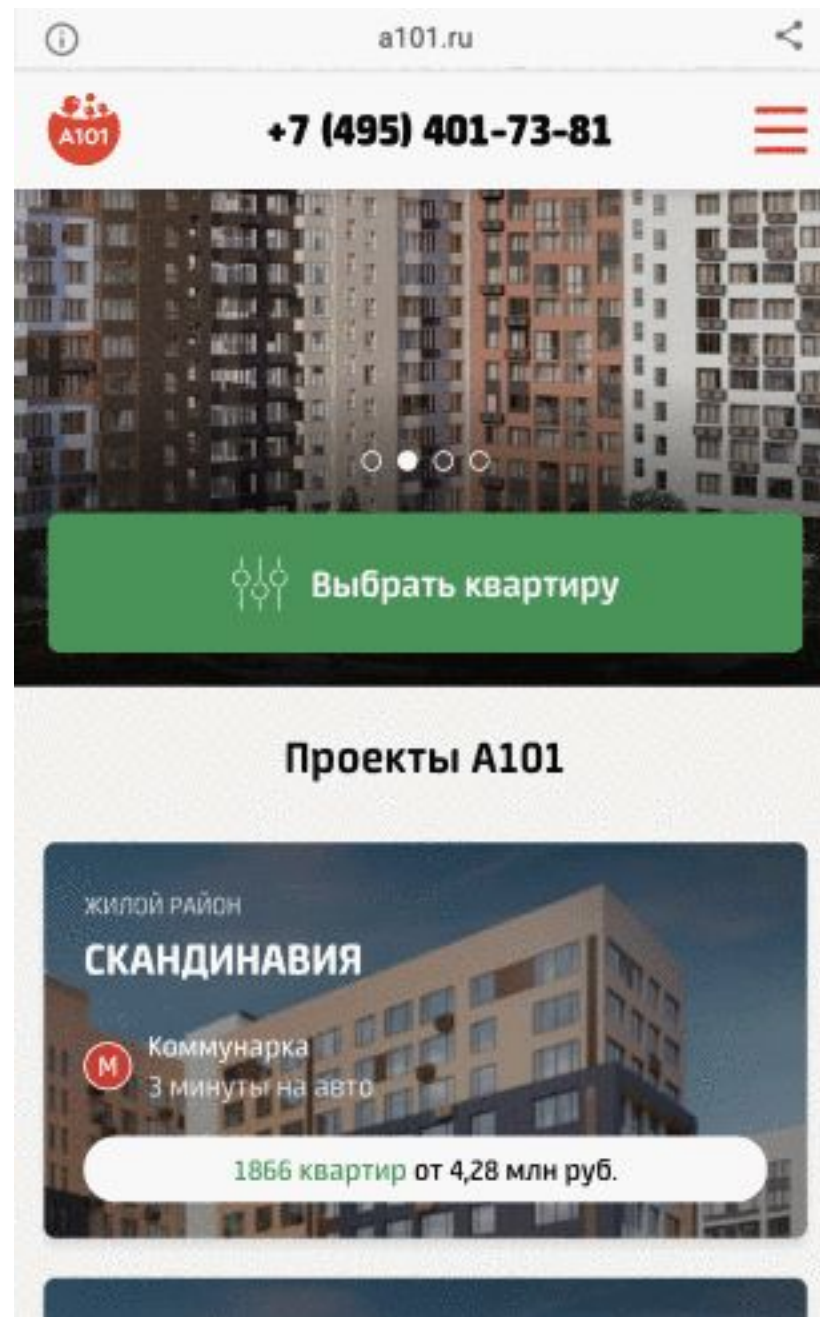 a101.ru
А101
+7 (495) 401-73-81
Выбрать квартиру
Проекты А101
ЖИЛОЙ РАЙОН
СКАНДИНАВИЯ
М
Коммунарка
3 минуты на авто
1866 квартир от 4,28 млн руб.